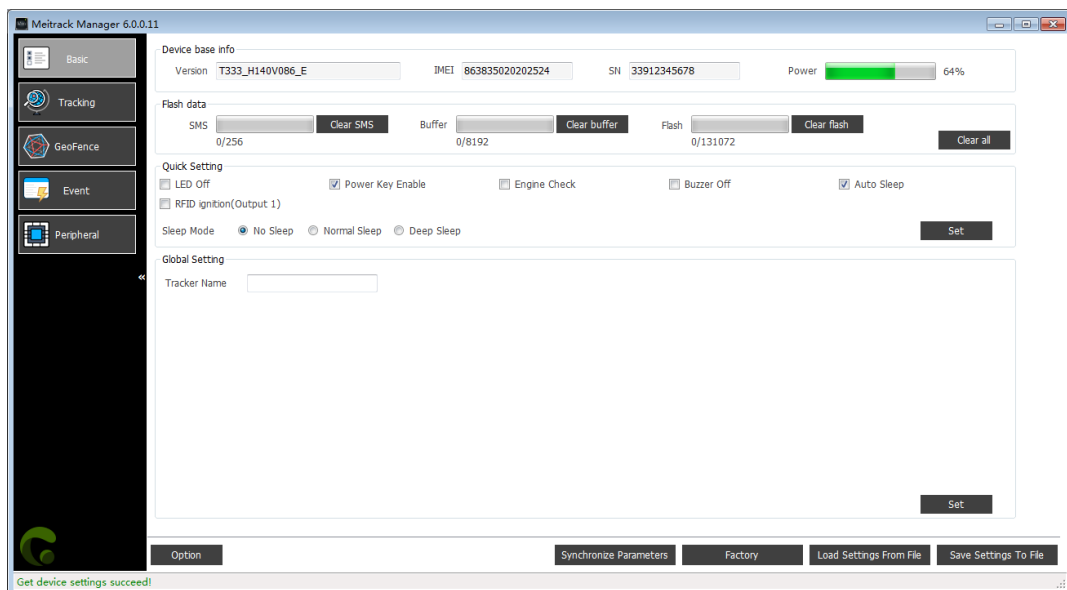 Meitrack Manager 6.0.0.11
Basic
Tracking
GeoFence
Event
Peripheral
«
Device base info
Version T333_H140V086_E IMEI 863835020202524 SN 33912345678 Power 64%
Flash data
SMS Clear SMS Buffer Clear buffer Flash Clear flash
0/256 0/8192 0/131072 Clear all
Quick Setting
LED Off Power Key Enable Engine Check Buzzer Off Auto Sleep
RFID ignition(Output 1)
Sleep Mode No Sleep Normal Sleep Deep Sleep Set
Global Setting
Tracker Name
Set
Option Synchronize Parameters Factory Load Settings From File Save Settings To File
Get device settings succeed!